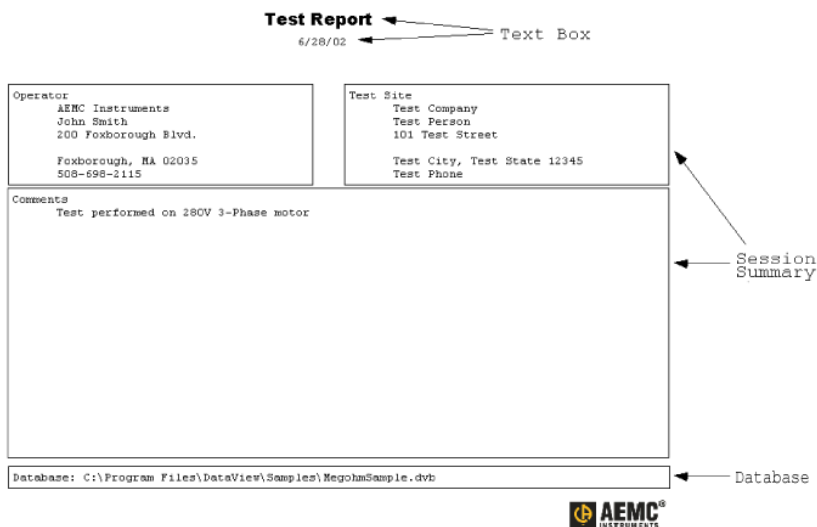 Test Report
Text Box
6/28/02
Operator
AEMC Instruments
John Smith
200 Foxborough Blvd.
Foxborough, MA 02035
508-698-2115
Test Site
Test Company
Test Person
101 Test Street
Test City, Test State 12345
Test Phone
Comments
Test performed on 280V 3-Phase motor
Session
Summary
Database: C:\Program Files\DataView\Samples\MegohmSample.dvb
Database
AEMC®
INSTRUMENTS